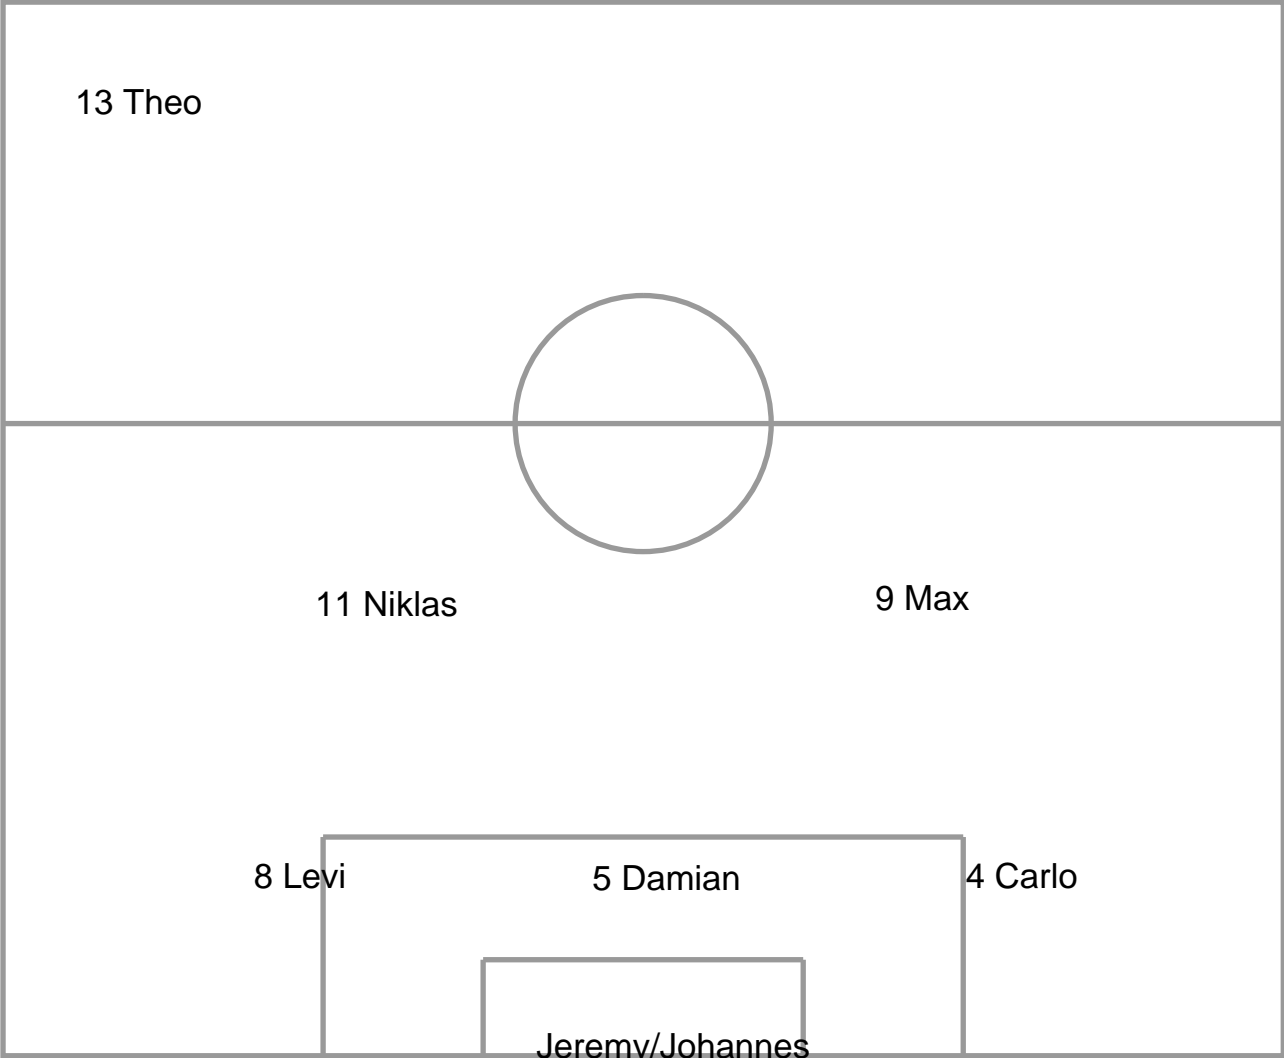 13 Theo
11 Niklas
9 Max
8 Levi
5 Damian
4 Carlo
Jeremy/Johannes